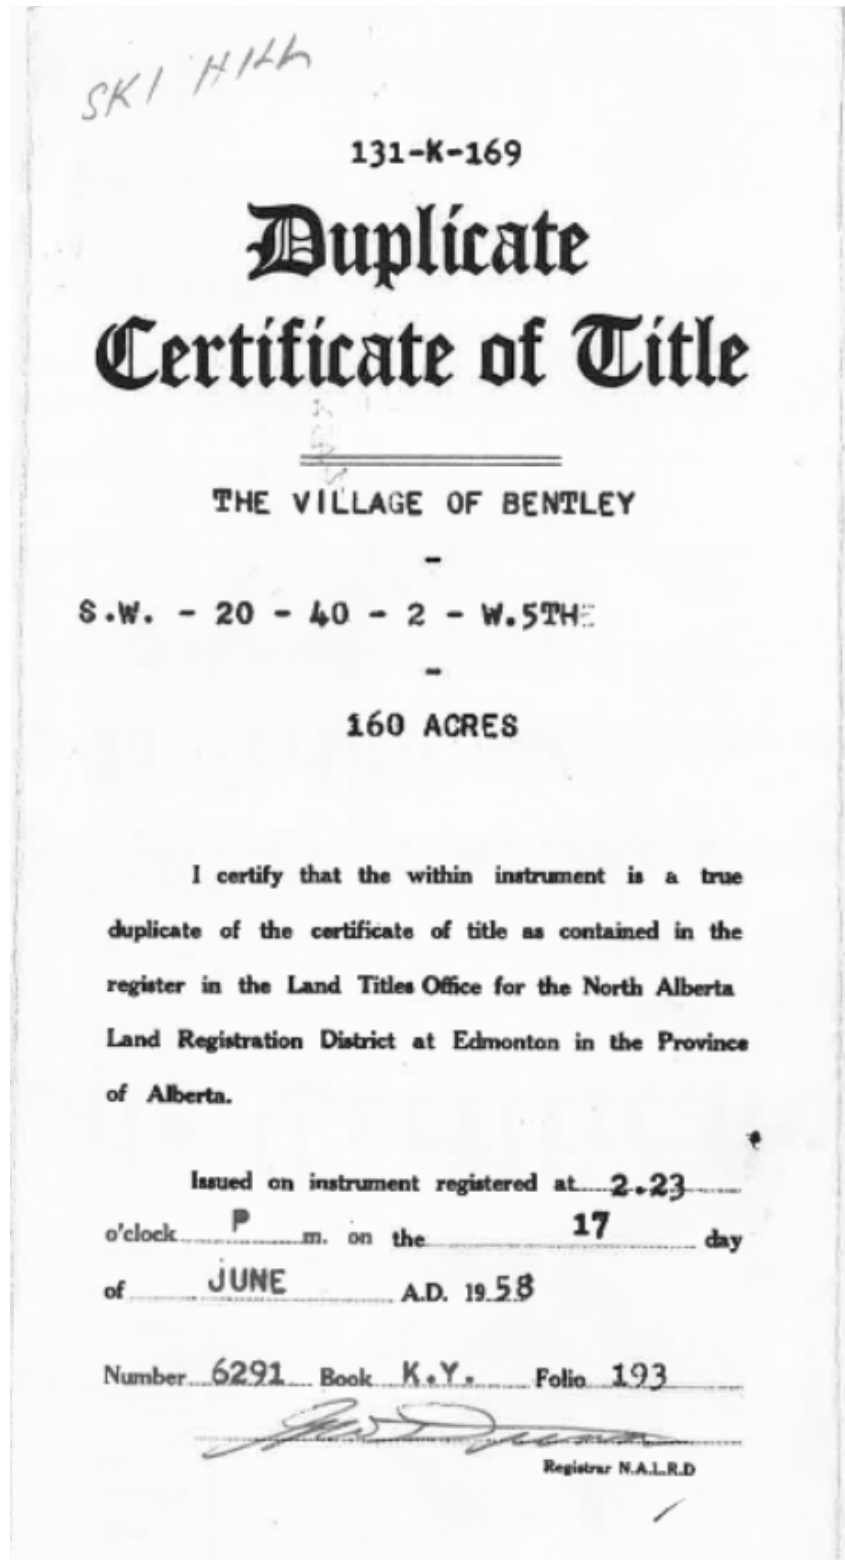 SKI HILL
131-K-169
Duplicate
Certificate of Title
THE VILLAGE OF BENTLEY
-
S.W. - 20 - 40 - 2 - W.5TH
-
160 ACRES
I certify that the within instrument is a true
duplicate of the certificate of title as contained in the
register in the Land Titles Office for the North Alberta
Land Registration District at Edmonton in the Province
of Alberta.
Issued on instrument registered at 2.23
o'clock P m. on the 17 day
of JUNE A.D. 1958
Number 6291 Book K.Y. Folio 193
Registrar N.A.L.R.D